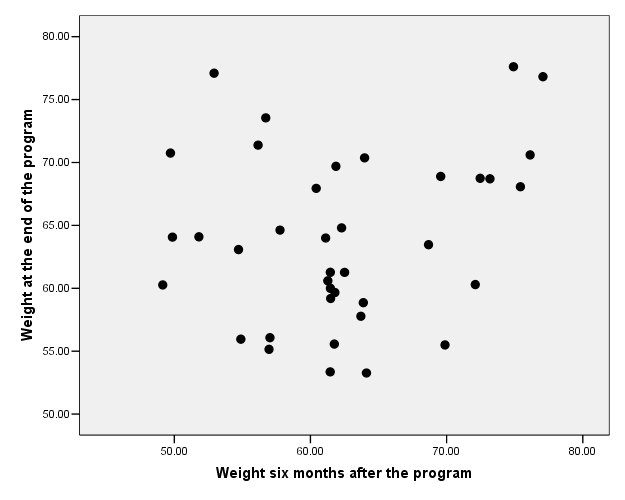 80.00
75.00
70.00
65.00
60.00
55.00
50.00
Weight at the end of the program
50.00 60.00 70.00 80.00
Weight six months after the program